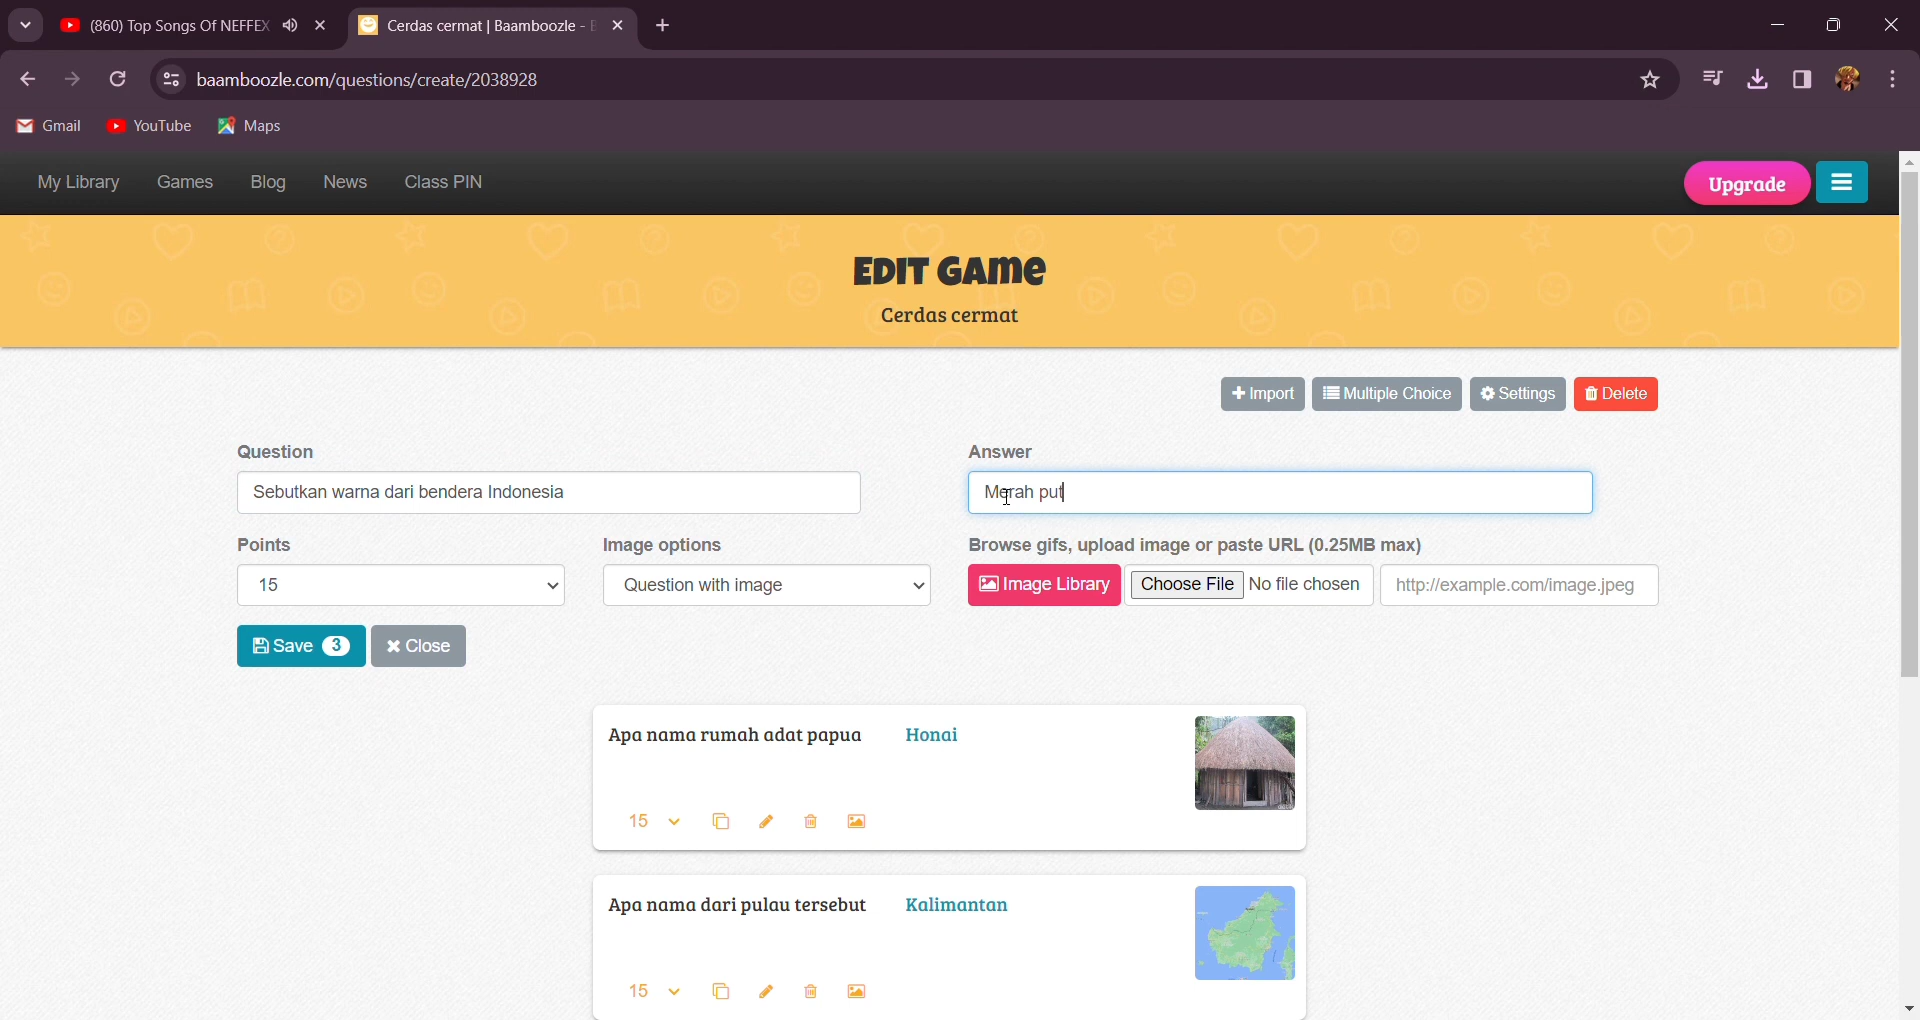 (860) Top Songs Of NEFFEX
Cerdas cermat | Baamboozle -
baamboozle.com/questions/create/2038928
Gmail YouTube Maps
My Library Games Blog News Class PIN Upgrade
EDIT GAME
Cerdas cermat
Import Multiple Choice Settings Delete
Question Answer
Sebutkan warna dari bendera Indonesia Merah put
Points Image options Browse gifs, upload image or paste URL (0.25MB max)
15 Question with image Image Library Choose File No file chosen http://example.com/image.jpeg
Save 3 Close
Apa nama rumah adat papua Honai
15
Apa nama dari pulau tersebut Kalimantan
15